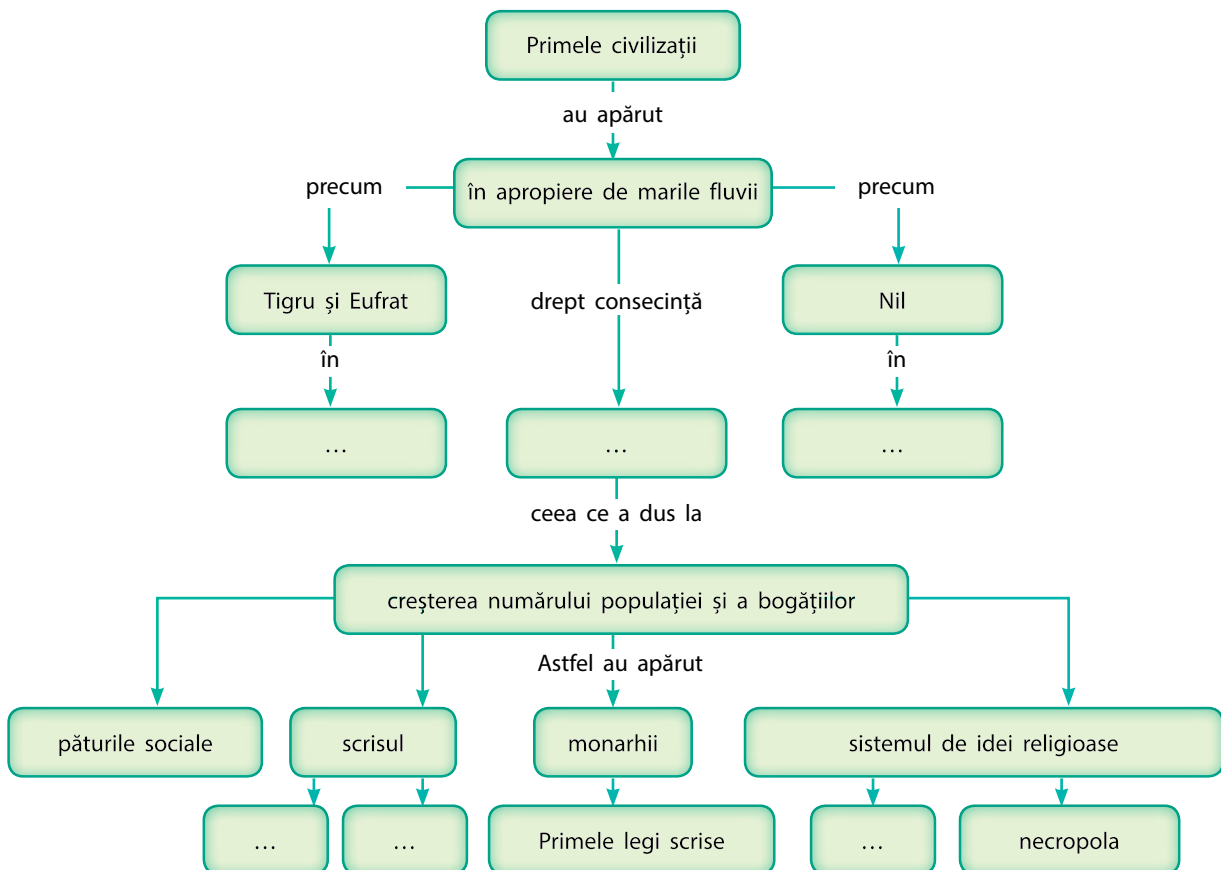 Primele civilizații
au apărut
în apropiere de marile fluvii
precum
precum
Tigru și Eufrat
drept consecință
Nil
în
în
...
...
...
ceea ce a dus la
creșterea numărului populației și a bogățiilor
Astfel au apărut
păturile sociale
scrisul
monarhii
sistemul de idei religioase
...
...
Primele legi scrise
...
necropola